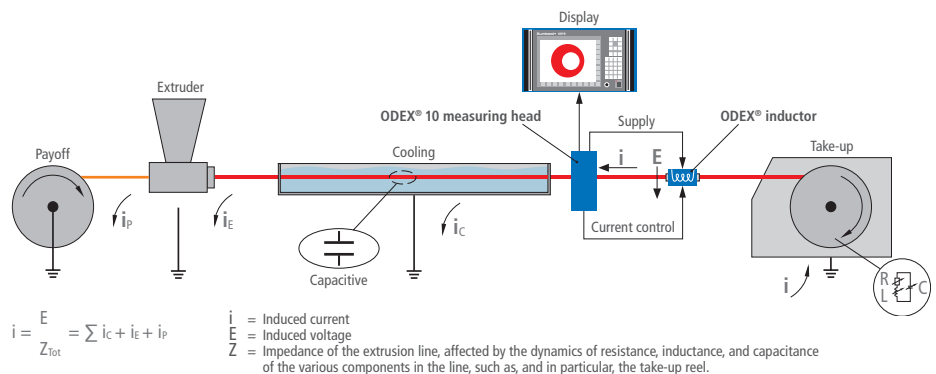 Display
Extruder
ODEX® 10 measuring head
ODEX® inductor
Supply
Payoff
Cooling
Take-up
i
E
iP
iE
iC
Current control
Capacitive
i
R
L
C
i = E / ZTot = ∑ iC + iE + iP
i = Induced current
E = Induced voltage
Z = Impedance of the extrusion line, affected by the dynamics of resistance, inductance, and capacitance
of the various components in the line, such as, and in particular, the take-up reel.